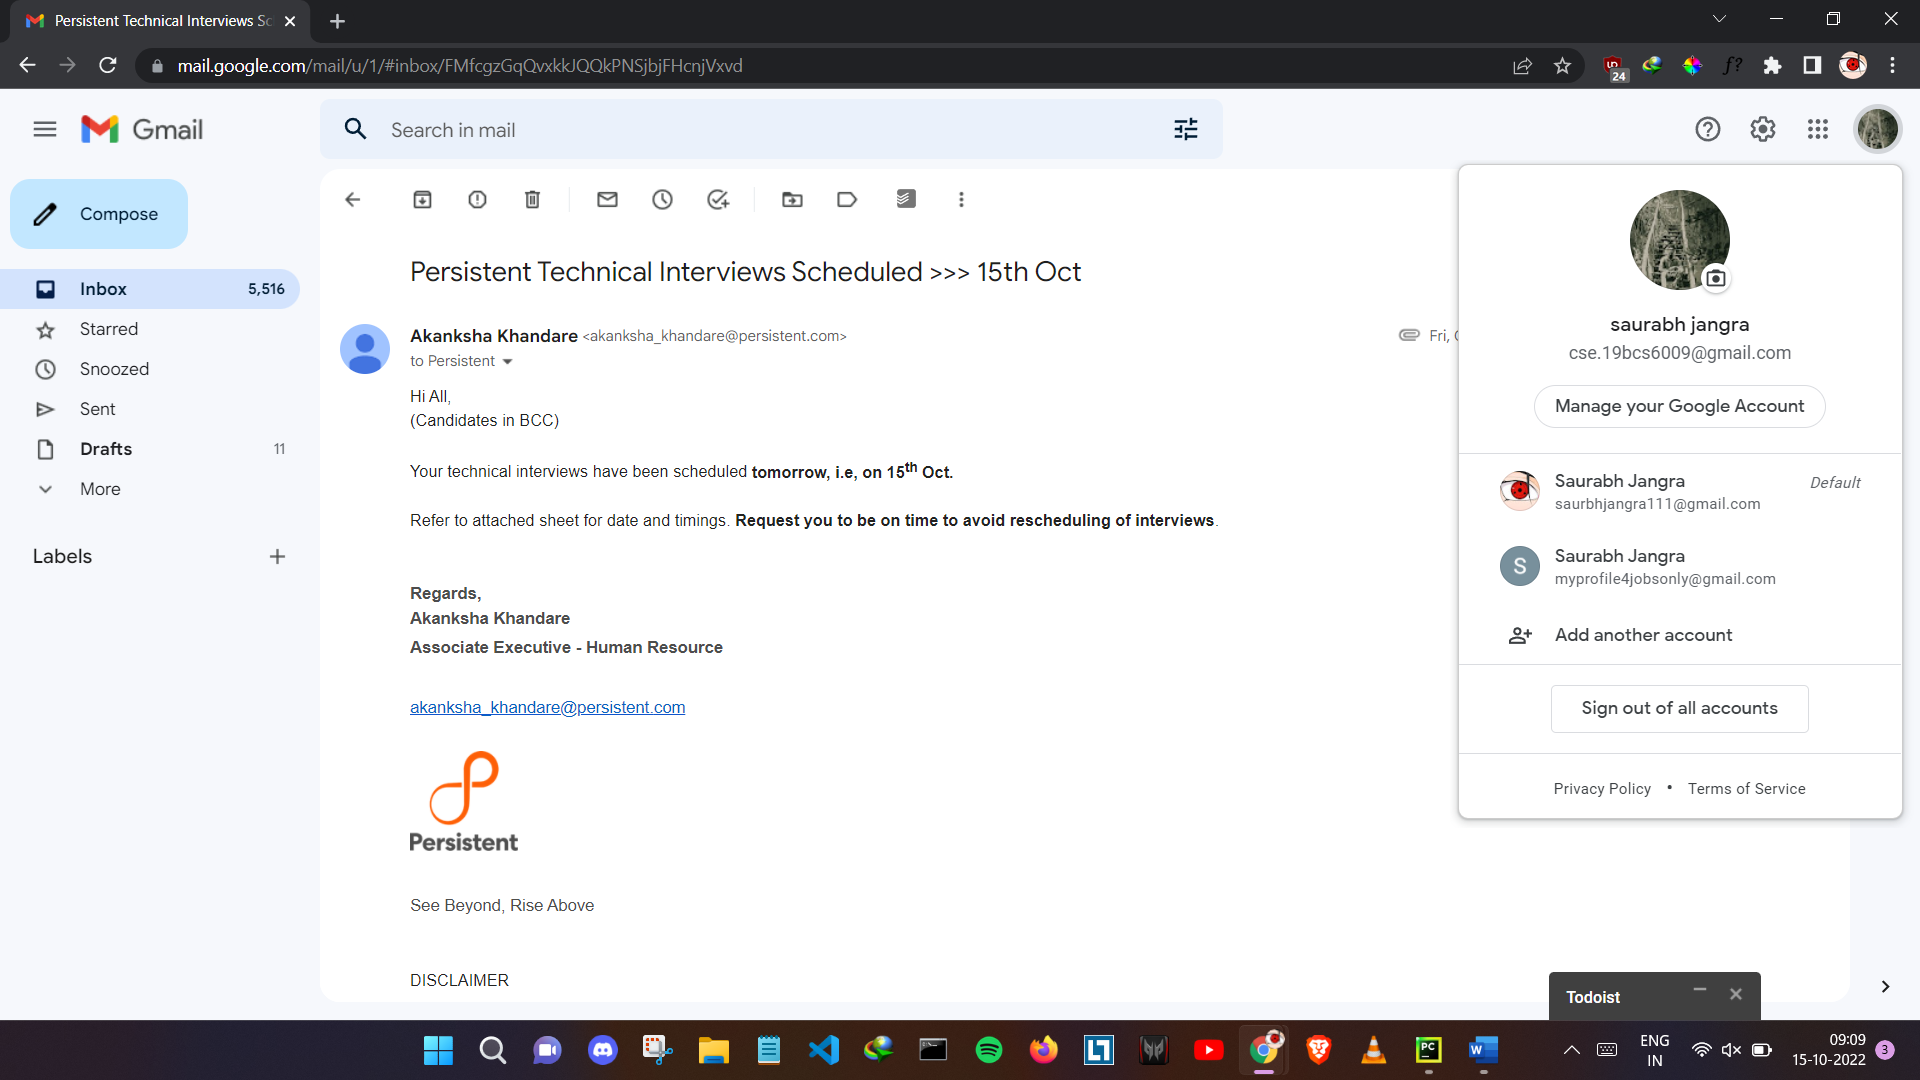 Persistent Technical Interviews Sc
mail.google.com/mail/u/1/#inbox/FMfcgzGqQvxkkJQQkPNSjbjFHcnjVxvd
24
f?
Gmail
Search in mail
Compose
Inbox 5,516
Starred
Snoozed
Sent
Drafts 11
More
Labels
Persistent Technical Interviews Scheduled >>> 15th Oct
Akanksha Khandare <akanksha_khandare@persistent.com>
Fri,
to Persistent
Hi All,
(Candidates in BCC)
Your technical interviews have been scheduled tomorrow, i.e, on 15th Oct.
Refer to attached sheet for date and timings. Request you to be on time to avoid rescheduling of interviews.
Regards,
Akanksha Khandare
Associate Executive - Human Resource
akanksha_khandare@persistent.com
Persistent
See Beyond, Rise Above
DISCLAIMER
saurabh jangra
cse.19bcs6009@gmail.com
Manage your Google Account
Saurabh Jangra Default
saurbhjangra111@gmail.com
S
Saurabh Jangra
myprofile4jobsonly@gmail.com
Add another account
Sign out of all accounts
Privacy Policy • Terms of Service
Todoist
PC
W
ENG
IN
09:09
15-10-2022
3